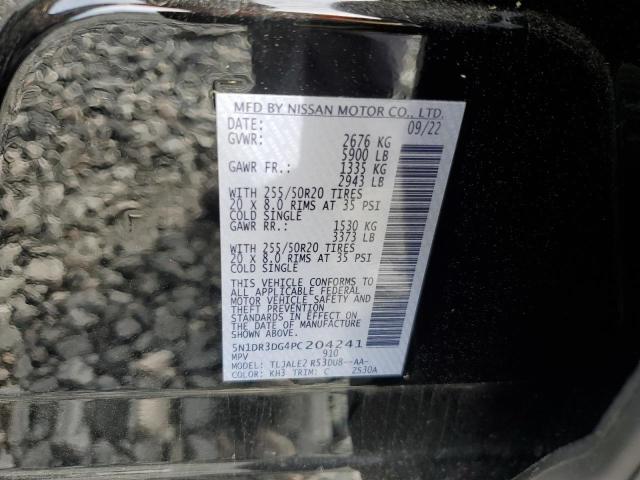 MFD BY NISSAN MOTOR CO., LTD.
DATE: 09/22
GVWR: 2676 KG
5900 LB
GAWR FR.: 1335 KG
2943 LB
WITH 255/50R20 TIRES
20 X 8.0 RIMS AT 35 PSI
COLD SINGLE
GAWR RR.: 1530 KG
3373 LB
WITH 255/50R20 TIRES
20 X 8.0 RIMS AT 35 PSI
COLD SINGLE
THIS VEHICLE CONFORMS TO
ALL APPLICABLE FEDERAL
MOTOR VEHICLE SAFETY AND
THEFT PREVENTION
STANDARDS IN EFFECT ON
THE DATE OF MANUFACTURE
ABOVE.
5N1DR3DG4PC204241
MPV 910
MODEL: TLJALE2 R53DU8--AA-
COLOR: KH3 TRIM: C 2S30A